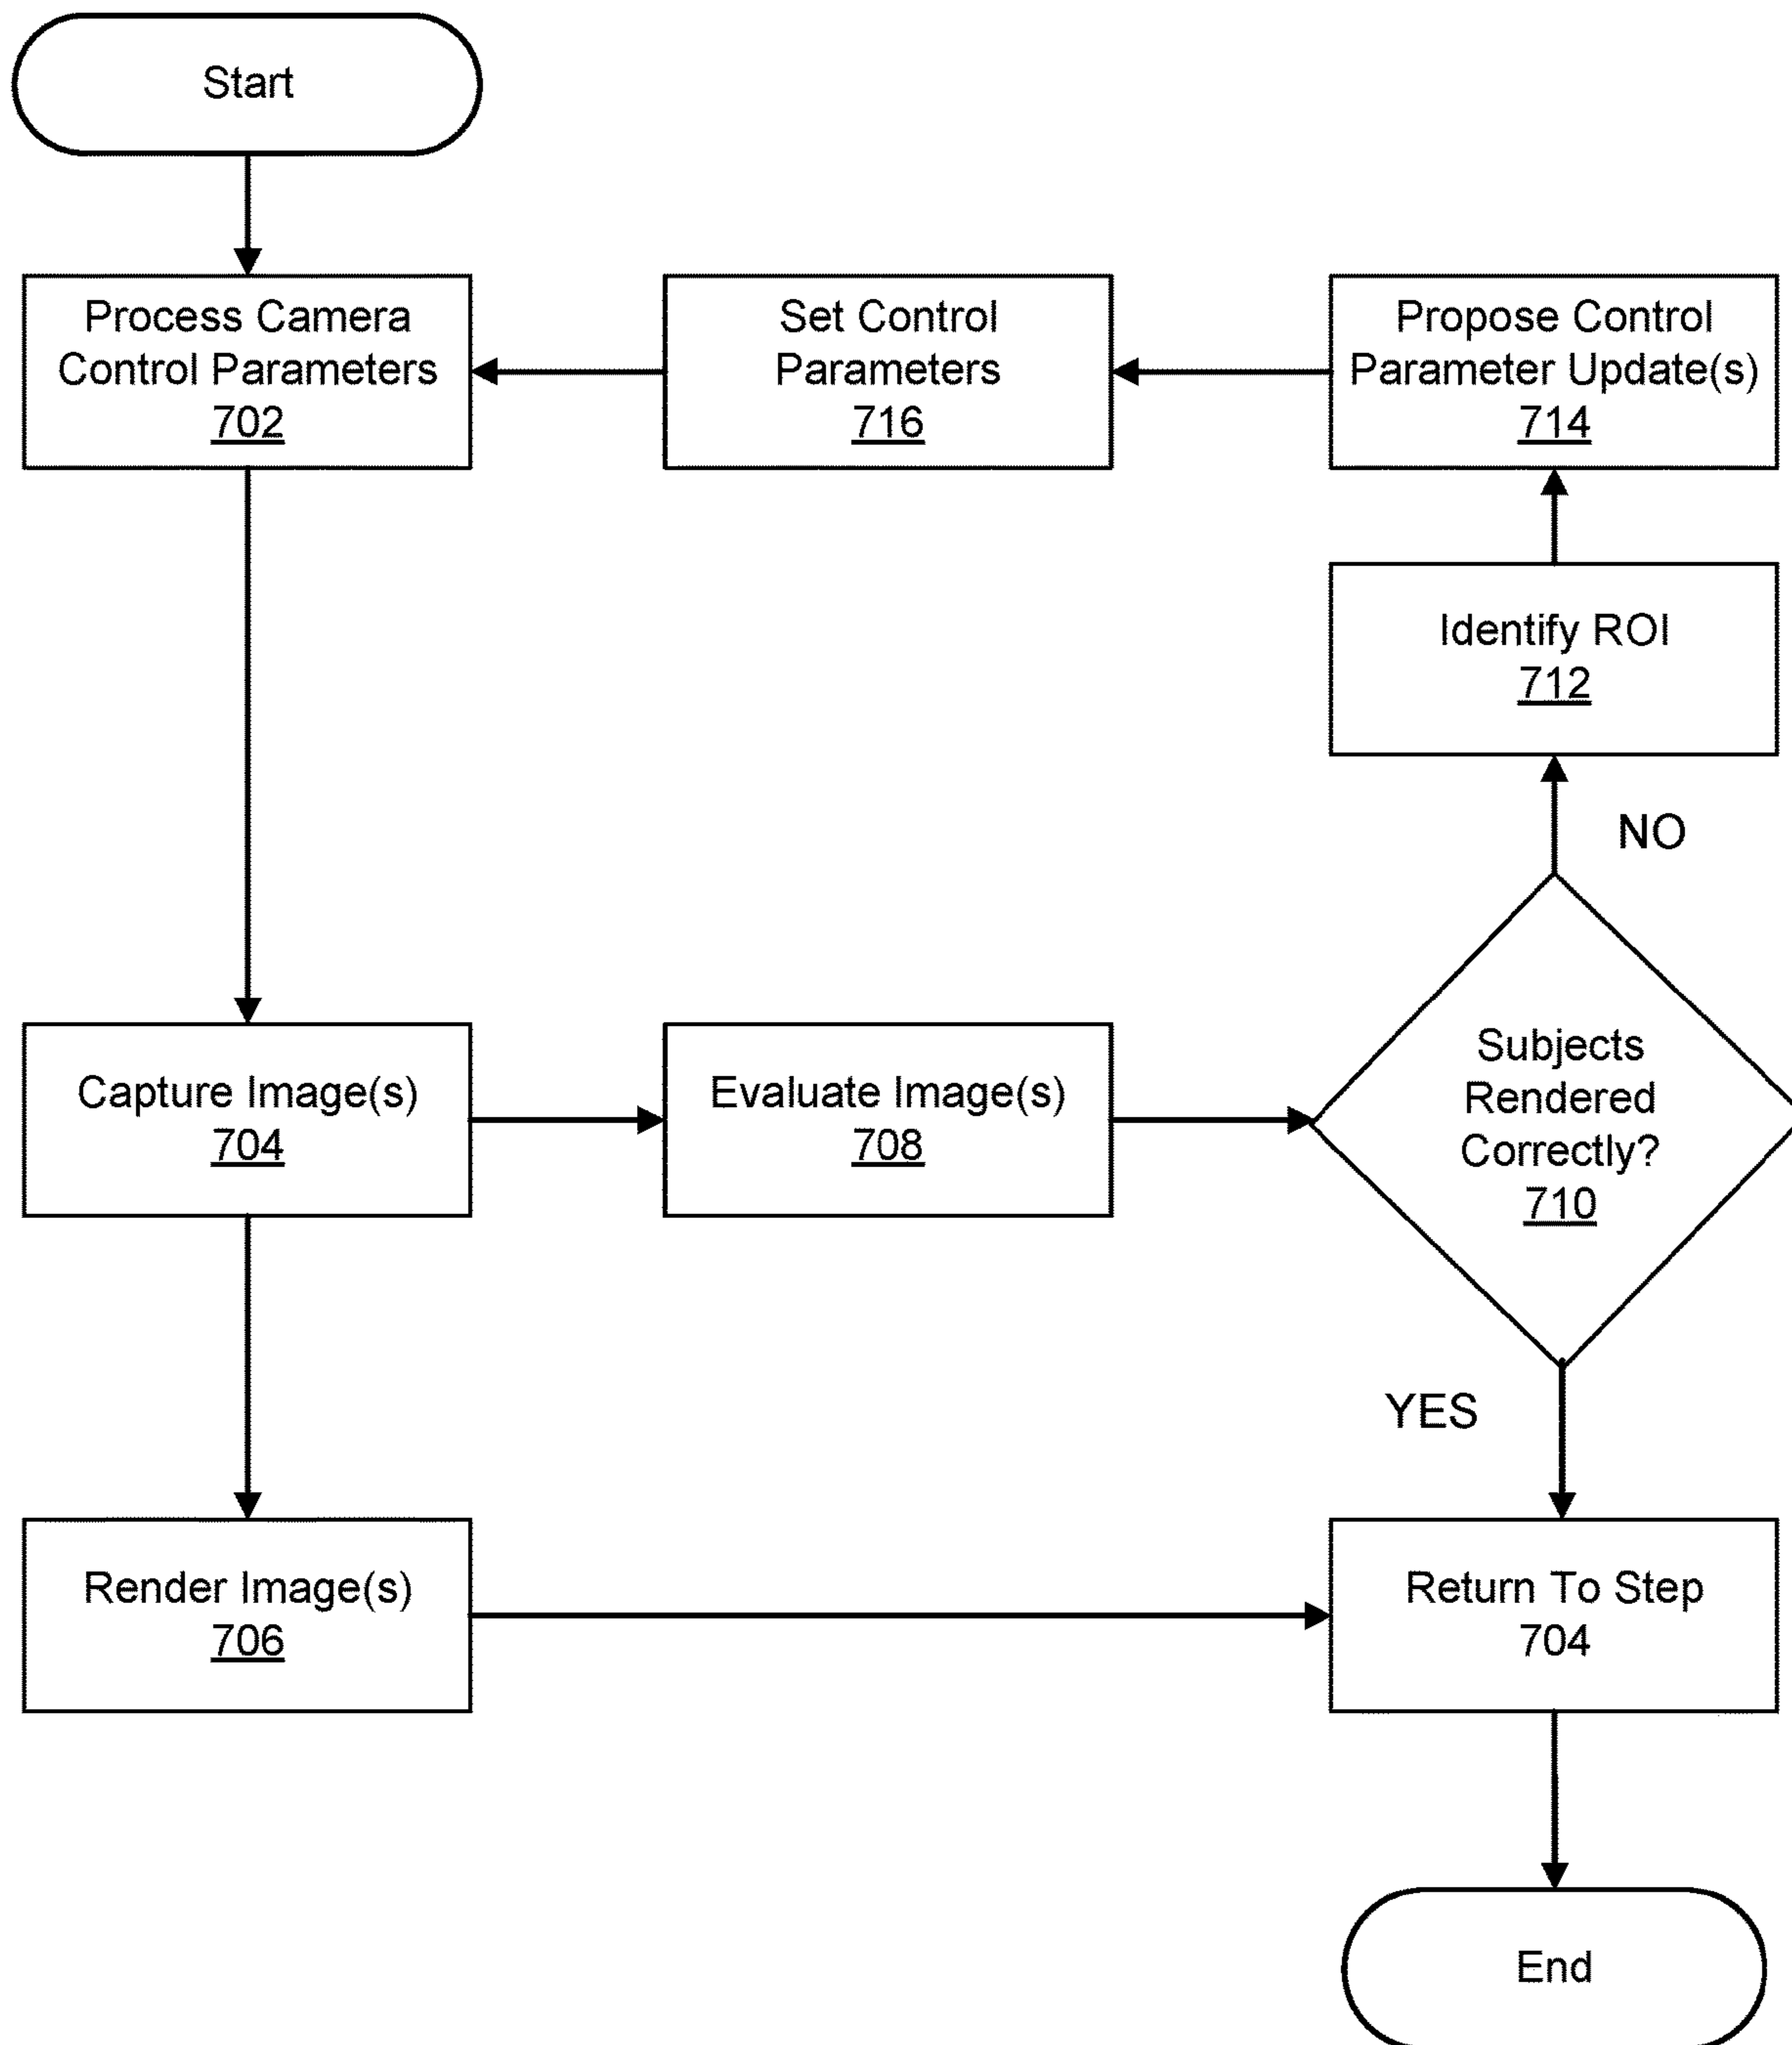 Start
Process Camera
Control Parameters
702
Set Control
Parameters
716
Propose Control
Parameter Update(s)
714
Identify ROI
712
NO
Capture Image(s)
704
Evaluate Image(s)
708
Subjects
Rendered
Correctly?
710
YES
Render Image(s)
706
Return To Step
704
End